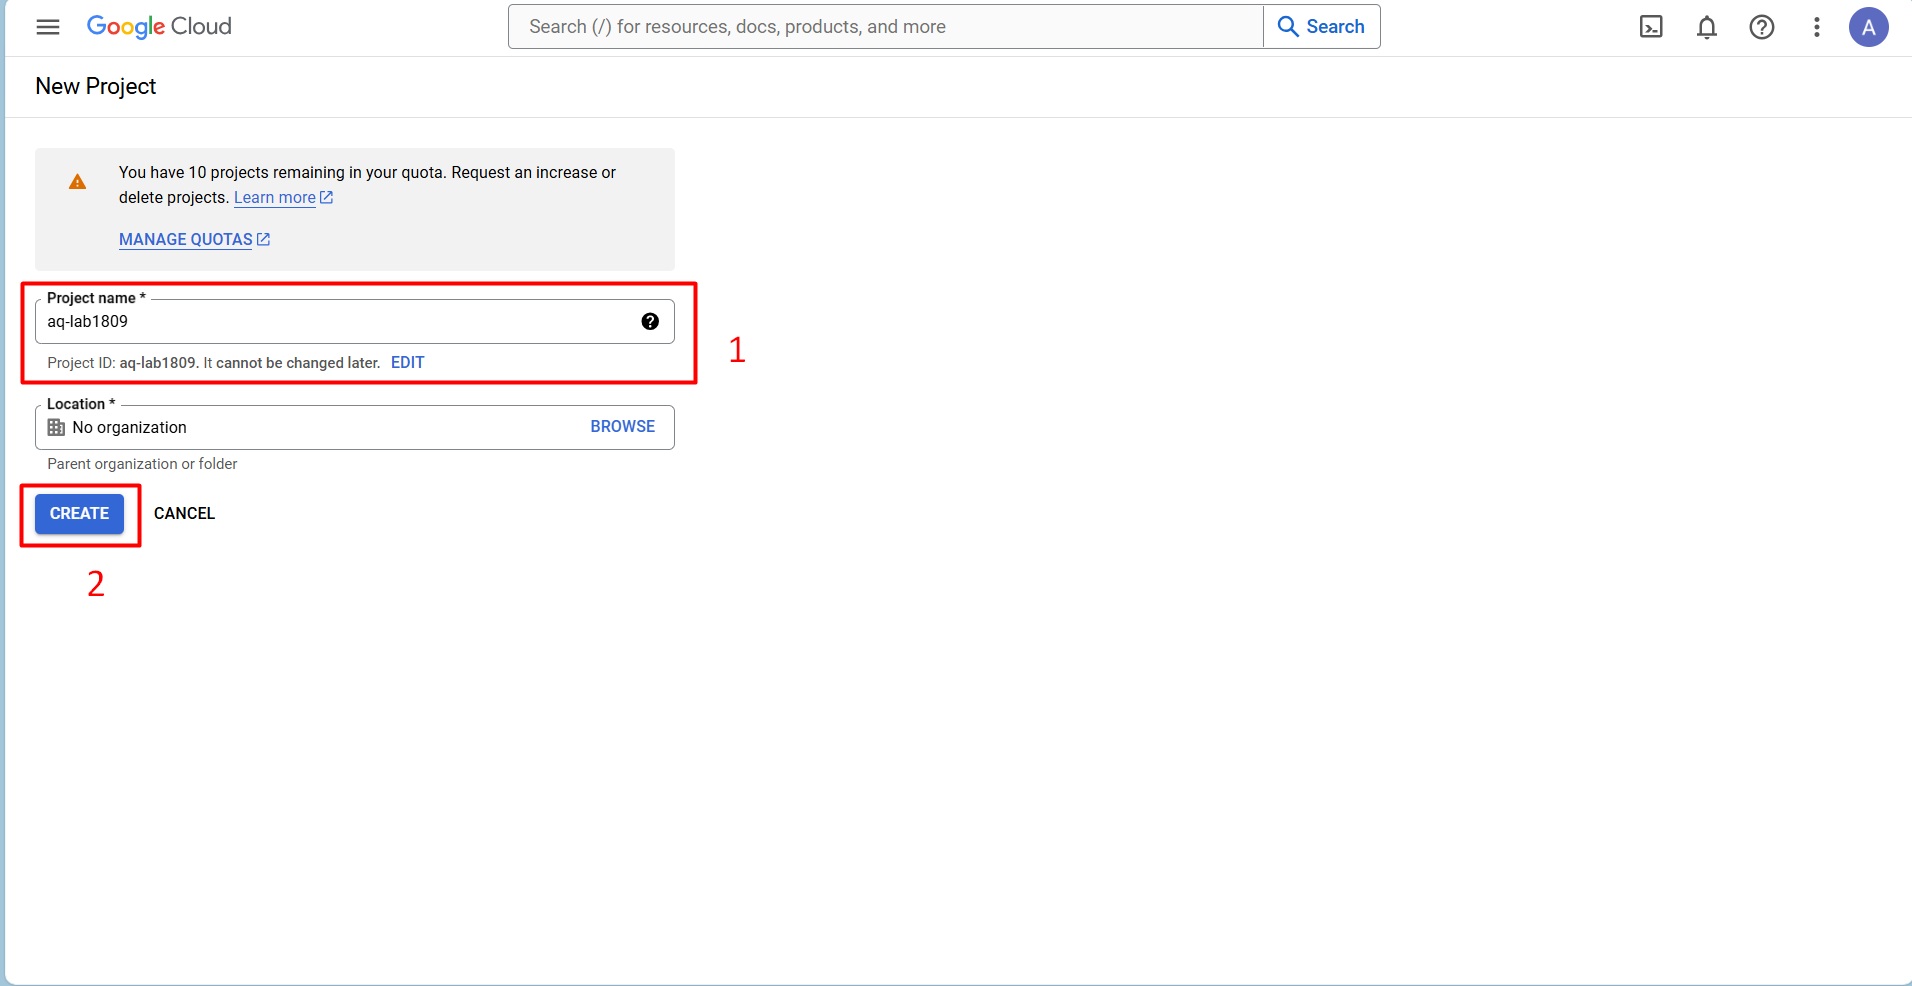 Google Cloud
Search (/) for resources, docs, products, and more
Search
A
New Project
You have 10 projects remaining in your quota. Request an increase or
delete projects. Learn more
MANAGE QUOTAS
Project name *
aq-lab1809
Project ID: aq-lab1809. It cannot be changed later. EDIT
1
Location *
No organization
BROWSE
Parent organization or folder
CREATE
CANCEL
2